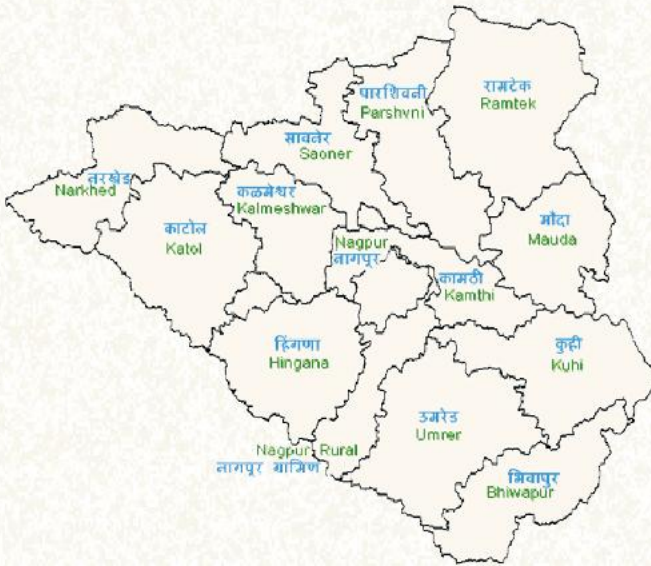 पारशिवनी
Parshvni
रामटेक
Ramtek
सावनेर
Saoner
नरखेड
Narkhed
कळमेश्वर
Kalmeshwar
काटोल
Katol
मौदा
Mauda
Nagpur
नागपूर
कामठी
Kamthi
हिंगणा
Hingana
कुही
Kuhi
उमरेड
Umrer
Nagpur Rural
नागपूर ग्रामिण
भिवापुर
Bhiwapur